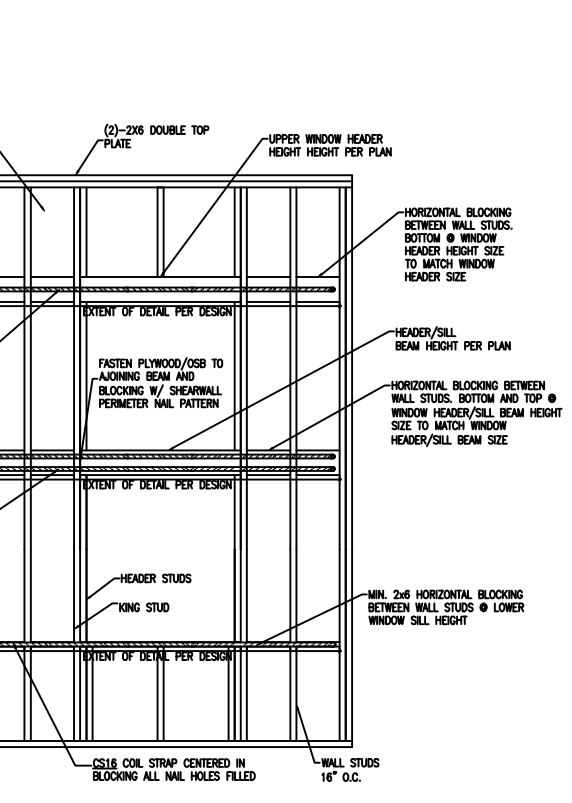 (2)-2X6 DOUBLE TOP
PLATE
UPPER WINDOW HEADER
HEIGHT HEIGHT PER PLAN
HORIZONTAL BLOCKING
BETWEEN WALL STUDS.
BOTTOM @ WINDOW
HEADER HEIGHT SIZE
TO MATCH WINDOW
HEADER SIZE
EXTENT OF DETAIL PER DESIGN
HEADER/SILL
BEAM HEIGHT PER PLAN
FASTEN PLYWOOD/OSB TO
AJOINING BEAM AND
BLOCKING W/ SHEARWALL
PERIMETER NAIL PATTERN
HORIZONTAL BLOCKING BETWEEN
WALL STUDS. BOTTOM AND TOP @
WINDOW HEADER/SILL BEAM HEIGHT
SIZE TO MATCH WINDOW
HEADER/SILL BEAM SIZE
EXTENT OF DETAIL PER DESIGN
HEADER STUDS
KING STUD
MIN. 2x6 HORIZONTAL BLOCKING
BETWEEN WALL STUDS @ LOWER
WINDOW SILL HEIGHT
EXTENT OF DETAIL PER DESIGN
CS16 COIL STRAP CENTERED IN
BLOCKING ALL NAIL HOLES FILLED
WALL STUDS
16" O.C.